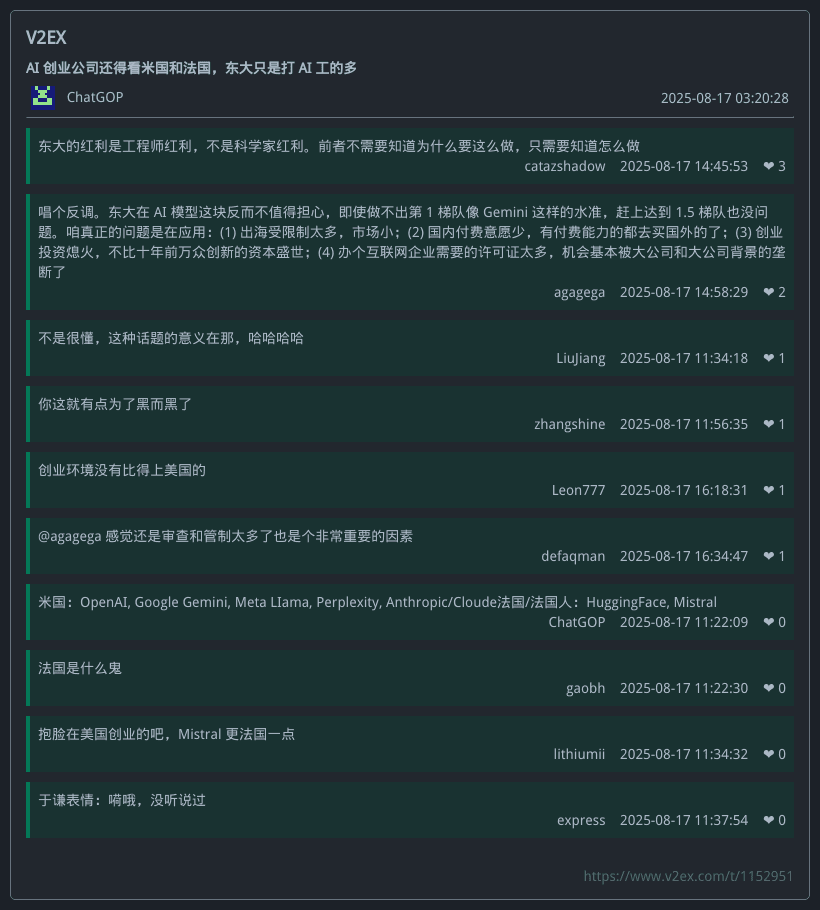 V2EX
AI 创业公司还得看米国和法国，东大只是打 AI 工的多
ChatGOP 2025-08-17 03:20:28
东大的红利是工程师红利，不是科学家红利。前者不需要知道为什么要这么做，只需要知道怎么做
catazshadow 2025-08-17 14:45:53 ❤ 3
唱个反调。东大在 AI 模型这块反而不值得担心，即使做不出第 1 梯队像 Gemini 这样的水准，赶上达到 1.5 梯队也没问
题。咱真正的问题是在应用：(1) 出海受限制太多，市场小；(2) 国内付费意愿少，有付费能力的都去买国外的了；(3) 创业
投资熄火，不比十年前万众创新的资本盛世；(4) 办个互联网企业需要的许可证太多，机会基本被大公司和大公司背景的垄
断了
agagega 2025-08-17 14:58:29 ❤ 2
不是很懂，这种话题的意义在那，哈哈哈哈
LiuJiang 2025-08-17 11:34:18 ❤ 1
你这就有点为了黑而黑了
zhangshine 2025-08-17 11:56:35 ❤ 1
创业环境没有比得上美国的
Leon777 2025-08-17 16:18:31 ❤ 1
@agagega 感觉还是审查和管制太多了也是个非常重要的因素
defaqman 2025-08-17 16:34:47 ❤ 1
米国：OpenAI, Google Gemini, Meta LIama, Perplexity, Anthropic/Cloude法国/法国人：HuggingFace, Mistral
ChatGOP 2025-08-17 11:22:09 ❤ 0
法国是什么鬼
gaobh 2025-08-17 11:22:30 ❤ 0
抱脸在美国创业的吧，Mistral 更法国一点
lithiumii 2025-08-17 11:34:32 ❤ 0
于谦表情：嗬哦，没听说过
express 2025-08-17 11:37:54 ❤ 0
https://www.v2ex.com/t/1152951